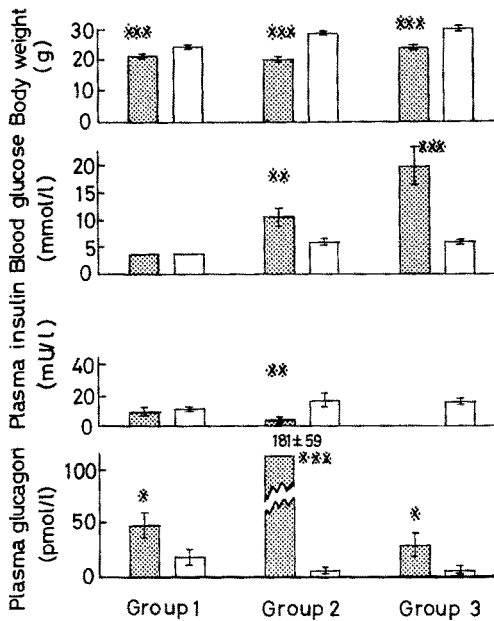 Body weight
(g)
30
20
10
0
***
***
***
Blood glucose
(mmol/l)
20
15
10
5
0
**
***
Plasma insulin
(mU/l)
40
20
0
**
Plasma glucagon
(pmol/l)
100
50
0
*
181±59
***
*
Group 1
Group 2
Group 3